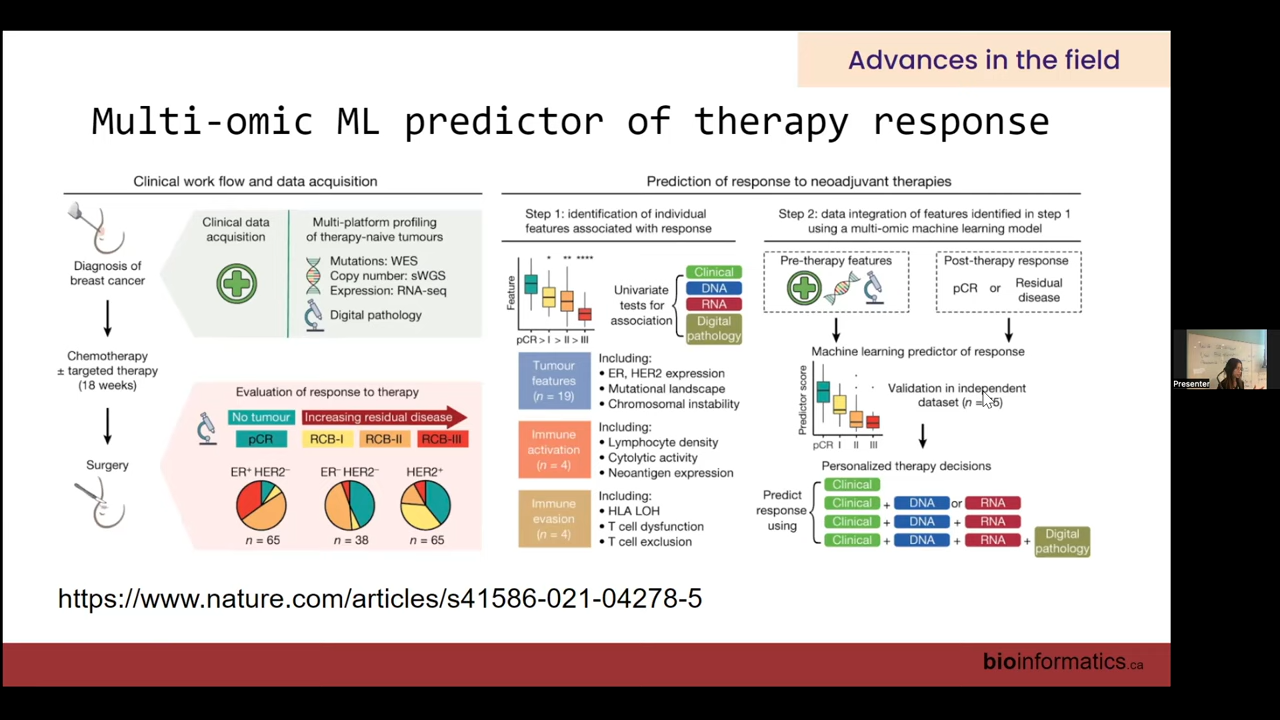 Advances in the field
Multi-omic ML predictor of therapy response
Clinical work flow and data acquisition
Diagnosis of
breast cancer
Chemotherapy
± targeted therapy
(18 weeks)
Surgery
Clinical data
acquisition
Multi-platform profiling
of therapy-naive tumours
Mutations: WES
Copy number: sWGS
Expression: RNA-seq
Digital pathology
Evaluation of response to therapy
No tumour
Increasing residual disease
pCR
RCB-I
RCB-II
RCB-III
ER⁺ HER2⁻
ER⁻ HER2⁻
HER2⁺
n = 65
n = 38
n = 65
Prediction of response to neoadjuvant therapies
Step 1: identification of individual
features associated with response
Feature
* ** ****
pCR > I > II > III
Univariate
tests for
association
Clinical
DNA
RNA
Digital
pathology
Tumour
features
(n = 19)
Including:
• ER, HER2 expression
• Mutational landscape
• Chromosomal instability
Immune
activation
(n = 4)
Including:
• Lymphocyte density
• Cytolytic activity
• Neoantigen expression
Immune
evasion
(n = 4)
Including:
• HLA LOH
• T cell dysfunction
• T cell exclusion
Step 2: data integration of features identified in step 1
using a multi-omic machine learning model
Pre-therapy features
Post-therapy response
pCR or Residual
disease
Machine learning predictor of response
Predictor score
pCR I II III
Validation in independent
dataset (n = 5)
Personalized therapy decisions
Predict
response
using
Clinical
Clinical + DNA or RNA
Clinical + DNA + RNA
Clinical + DNA + RNA + Digital
pathology
https://www.nature.com/articles/s41586-021-04278-5
bioinformatics.ca
Presenter